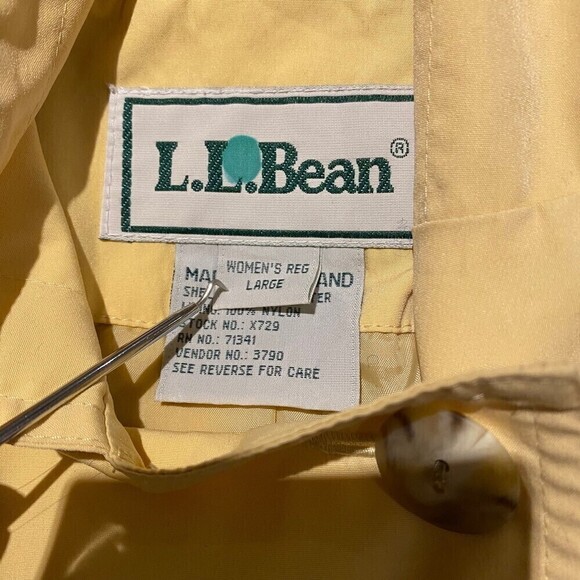 L.L.Bean®
WOMEN'S REG
LARGE
MA AND
SHE ER
100% NYLON
STOCK NO.: X729
RN NO.: 71341
VENDOR NO.: 3790
SEE REVERSE FOR CARE